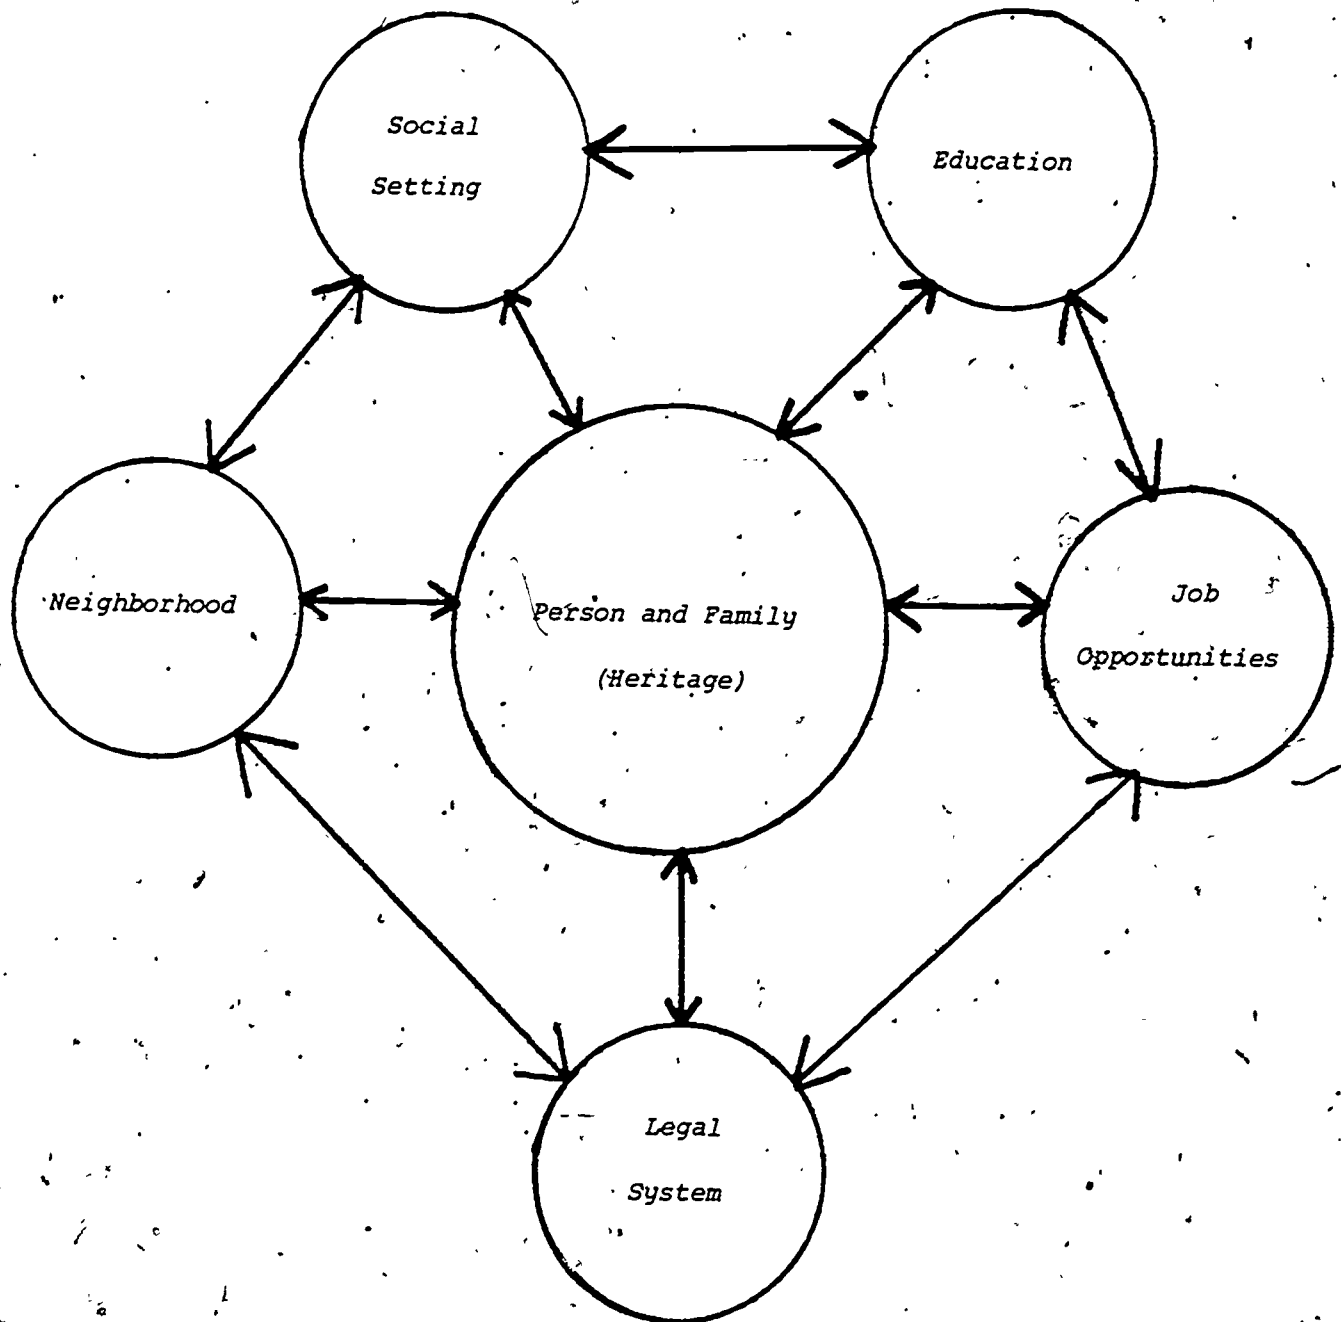 Social
Setting
Education
Neighborhood
Person and Family
(Heritage)
Job
Opportunities
Legal
System